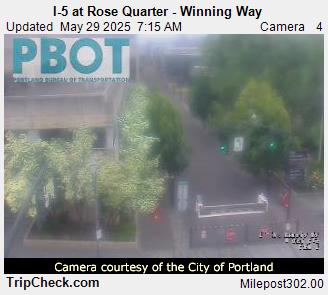 I-5 at Rose Quarter - Winning Way
Updated May 29 2025 7:15 AM Camera 4
PBOT
PORTLAND BUREAU OF TRANSPORTATION
Camera courtesy of the City of Portland
TripCheck.com Milepost302.00